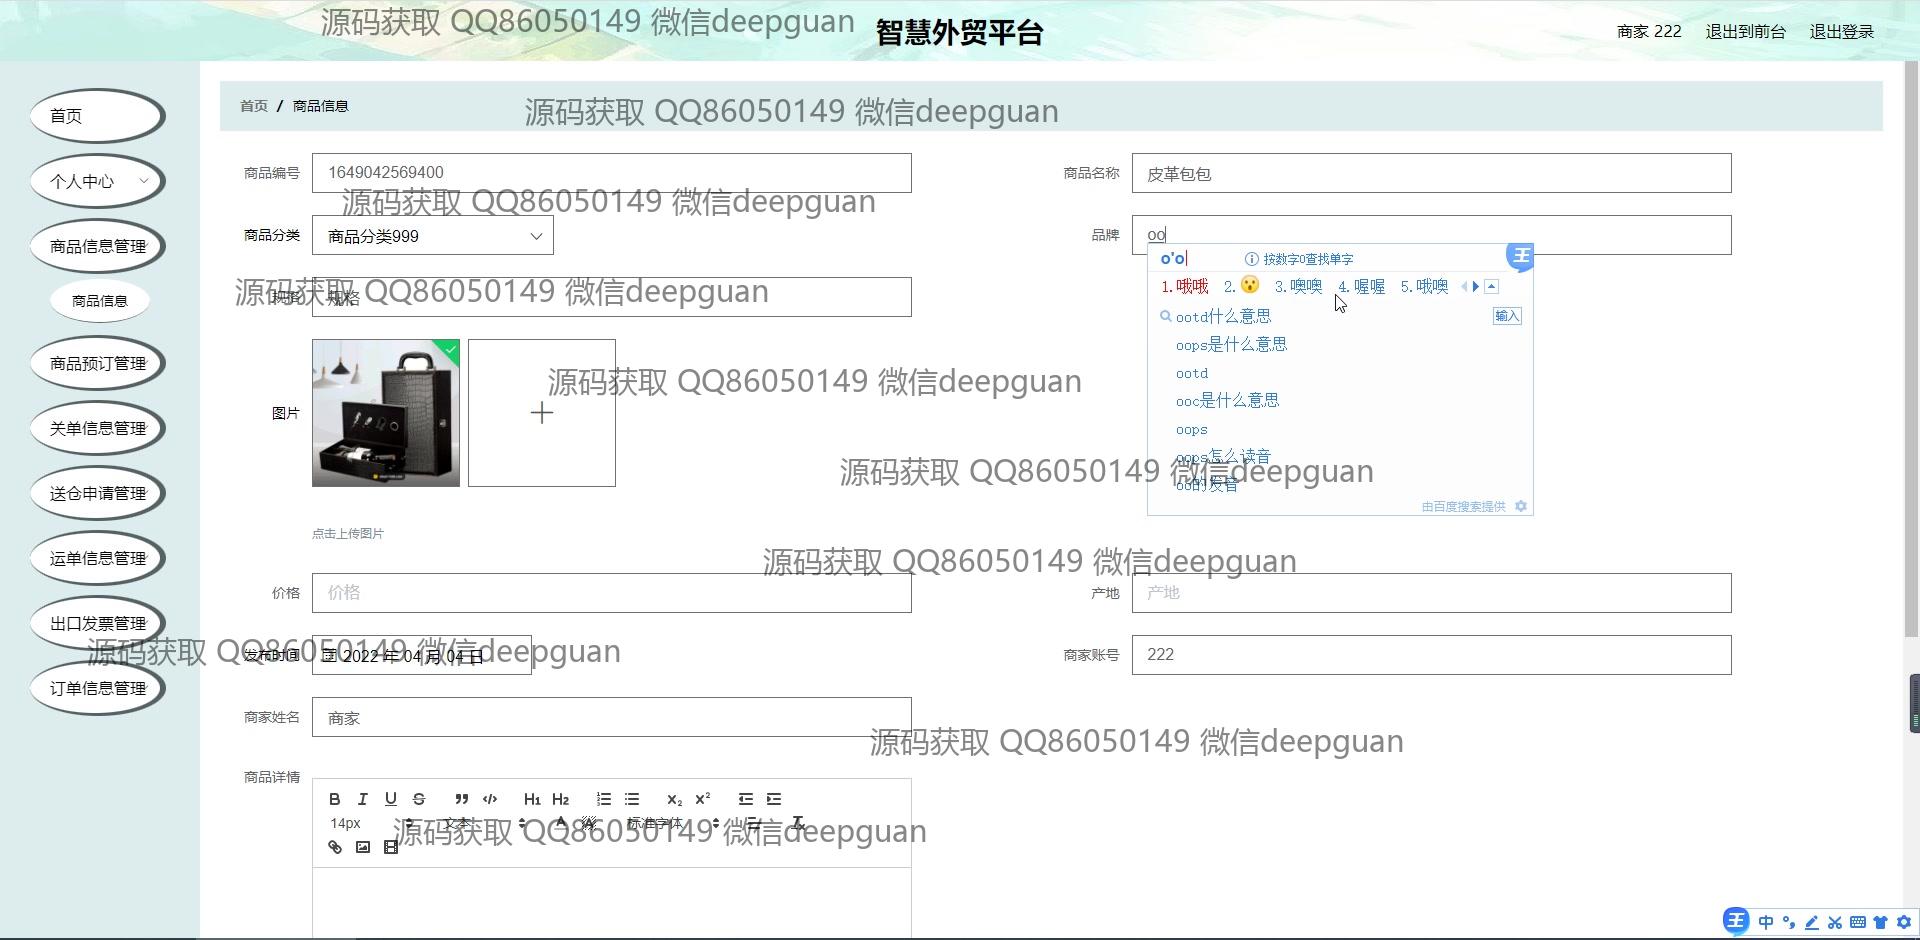 智慧外贸平台
商家 222 退出到前台 退出登录
源码获取 QQ86050149 微信deepguan
首页
个人中心
商品信息管理
商品信息
商品预订管理
关单信息管理
送仓申请管理
运单信息管理
出口发票管理
订单信息管理
首页 / 商品信息
源码获取 QQ86050149 微信deepguan
商品编号 1649042569400
商品名称 皮革包包
源码获取 QQ86050149 微信deepguan
商品分类 商品分类999
品牌 oo
o'o 按数字0查找单字
1.哦哦 2.😮 3.噢噢 4.喔喔 5.哦噢
ootd什么意思 输入
oops是什么意思
ootd
ooc是什么意思
oops
oops怎么读音
oo的发音
由百度搜索提供
源码获取 QQ86050149 微信deepguan
规格 规格
图片
源码获取 QQ86050149 微信deepguan
源码获取 QQ86050149 微信deepguan
点击上传图片
源码获取 QQ86050149 微信deepguan
价格 价格
产地 产地
源码获取 QQ86050149 微信deepguan
发布时间 2022 年 04 月 04 日
商家账号 222
商家姓名 商家
源码获取 QQ86050149 微信deepguan
商品详情
B I U S H1 H2 X2 X2
14px 文本 A A 标准字体
源码获取 QQ86050149 微信deepguan
王 中